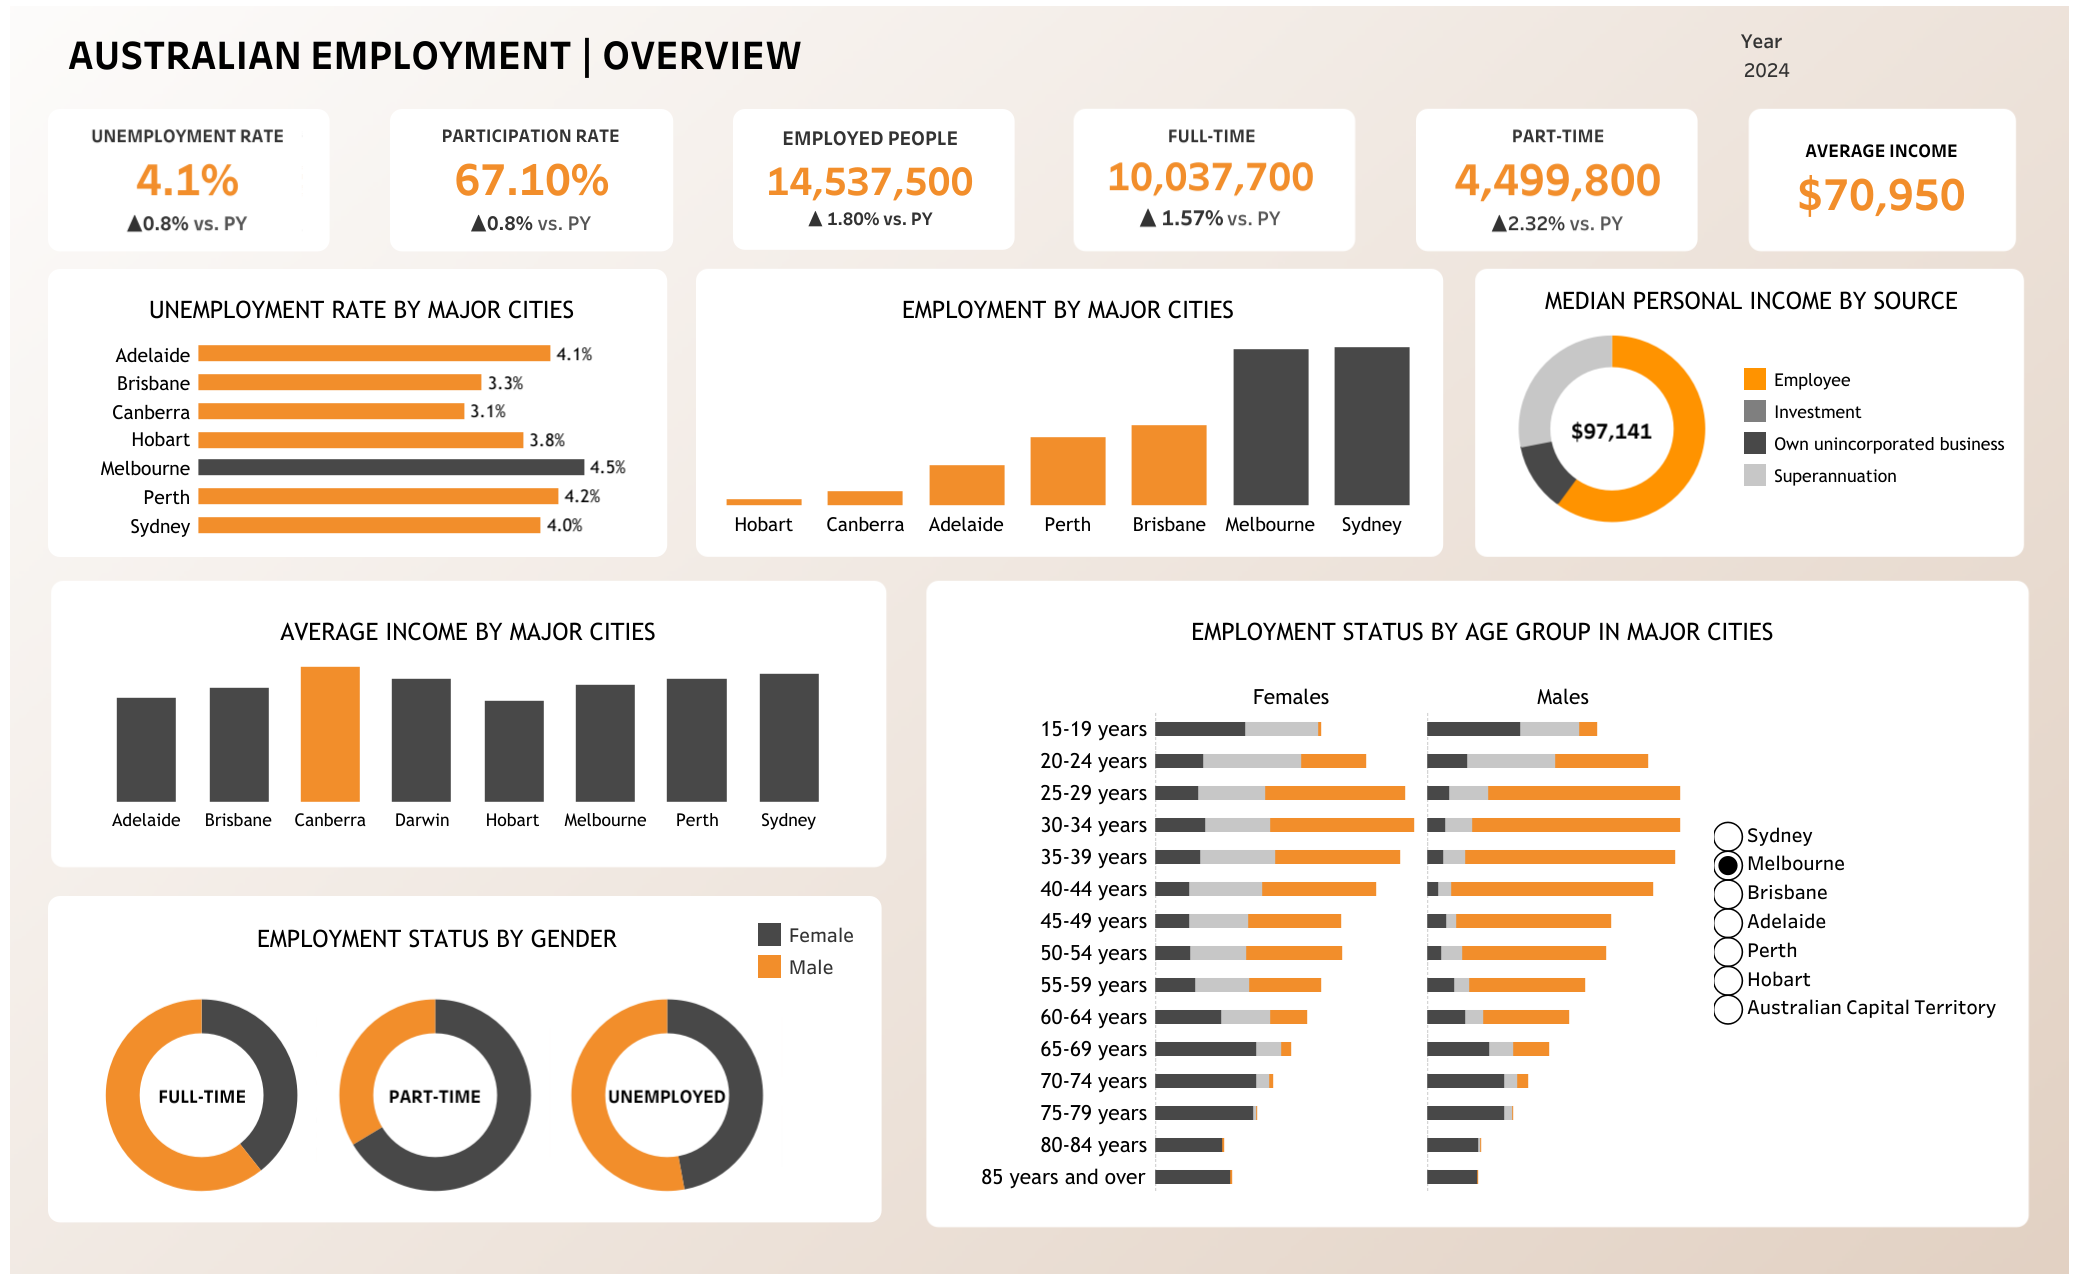 AUSTRALIAN EMPLOYMENT | OVERVIEW
Year
2024
UNEMPLOYMENT RATE
4.1%
▲0.8% vs. PY
PARTICIPATION RATE
67.10%
▲0.8% vs. PY
EMPLOYED PEOPLE
14,537,500
▲ 1.80% vs. PY
FULL-TIME
10,037,700
▲ 1.57% vs. PY
PART-TIME
4,499,800
▲2.32% vs. PY
AVERAGE INCOME
$70,950
UNEMPLOYMENT RATE BY MAJOR CITIES
Adelaide 4.1%
Brisbane 3.3%
Canberra 3.1%
Hobart 3.8%
Melbourne 4.5%
Perth 4.2%
Sydney 4.0%
EMPLOYMENT BY MAJOR CITIES
Hobart Canberra Adelaide Perth Brisbane Melbourne Sydney
MEDIAN PERSONAL INCOME BY SOURCE
$97,141
Employee
Investment
Own unincorporated business
Superannuation
AVERAGE INCOME BY MAJOR CITIES
Adelaide Brisbane Canberra Darwin Hobart Melbourne Perth Sydney
EMPLOYMENT STATUS BY GENDER
Female
Male
FULL-TIME
PART-TIME
UNEMPLOYED
EMPLOYMENT STATUS BY AGE GROUP IN MAJOR CITIES
Females Males
15-19 years
20-24 years
25-29 years
30-34 years
35-39 years
40-44 years
45-49 years
50-54 years
55-59 years
60-64 years
65-69 years
70-74 years
75-79 years
80-84 years
85 years and over
Sydney
Melbourne
Brisbane
Adelaide
Perth
Hobart
Australian Capital Territory